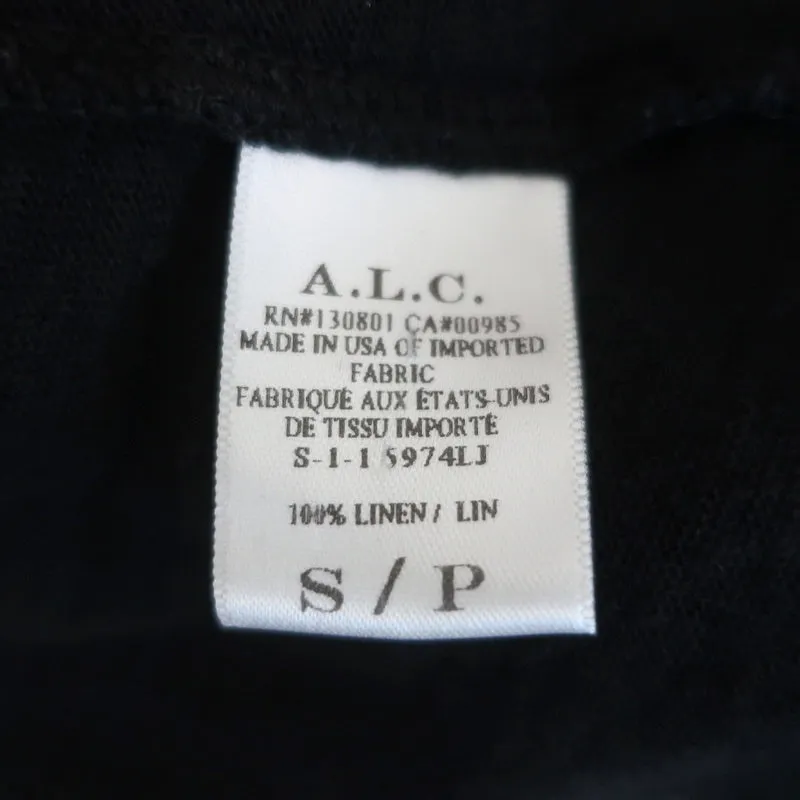 A.L.C.
RN#130801 CA#00985
MADE IN USA OF IMPORTED
FABRIC
FABRIQUÉ AUX ÉTATS-UNIS
DE TISSU IMPORTÉ
S-1-1 5974LJ
100% LINEN / LIN
S / P